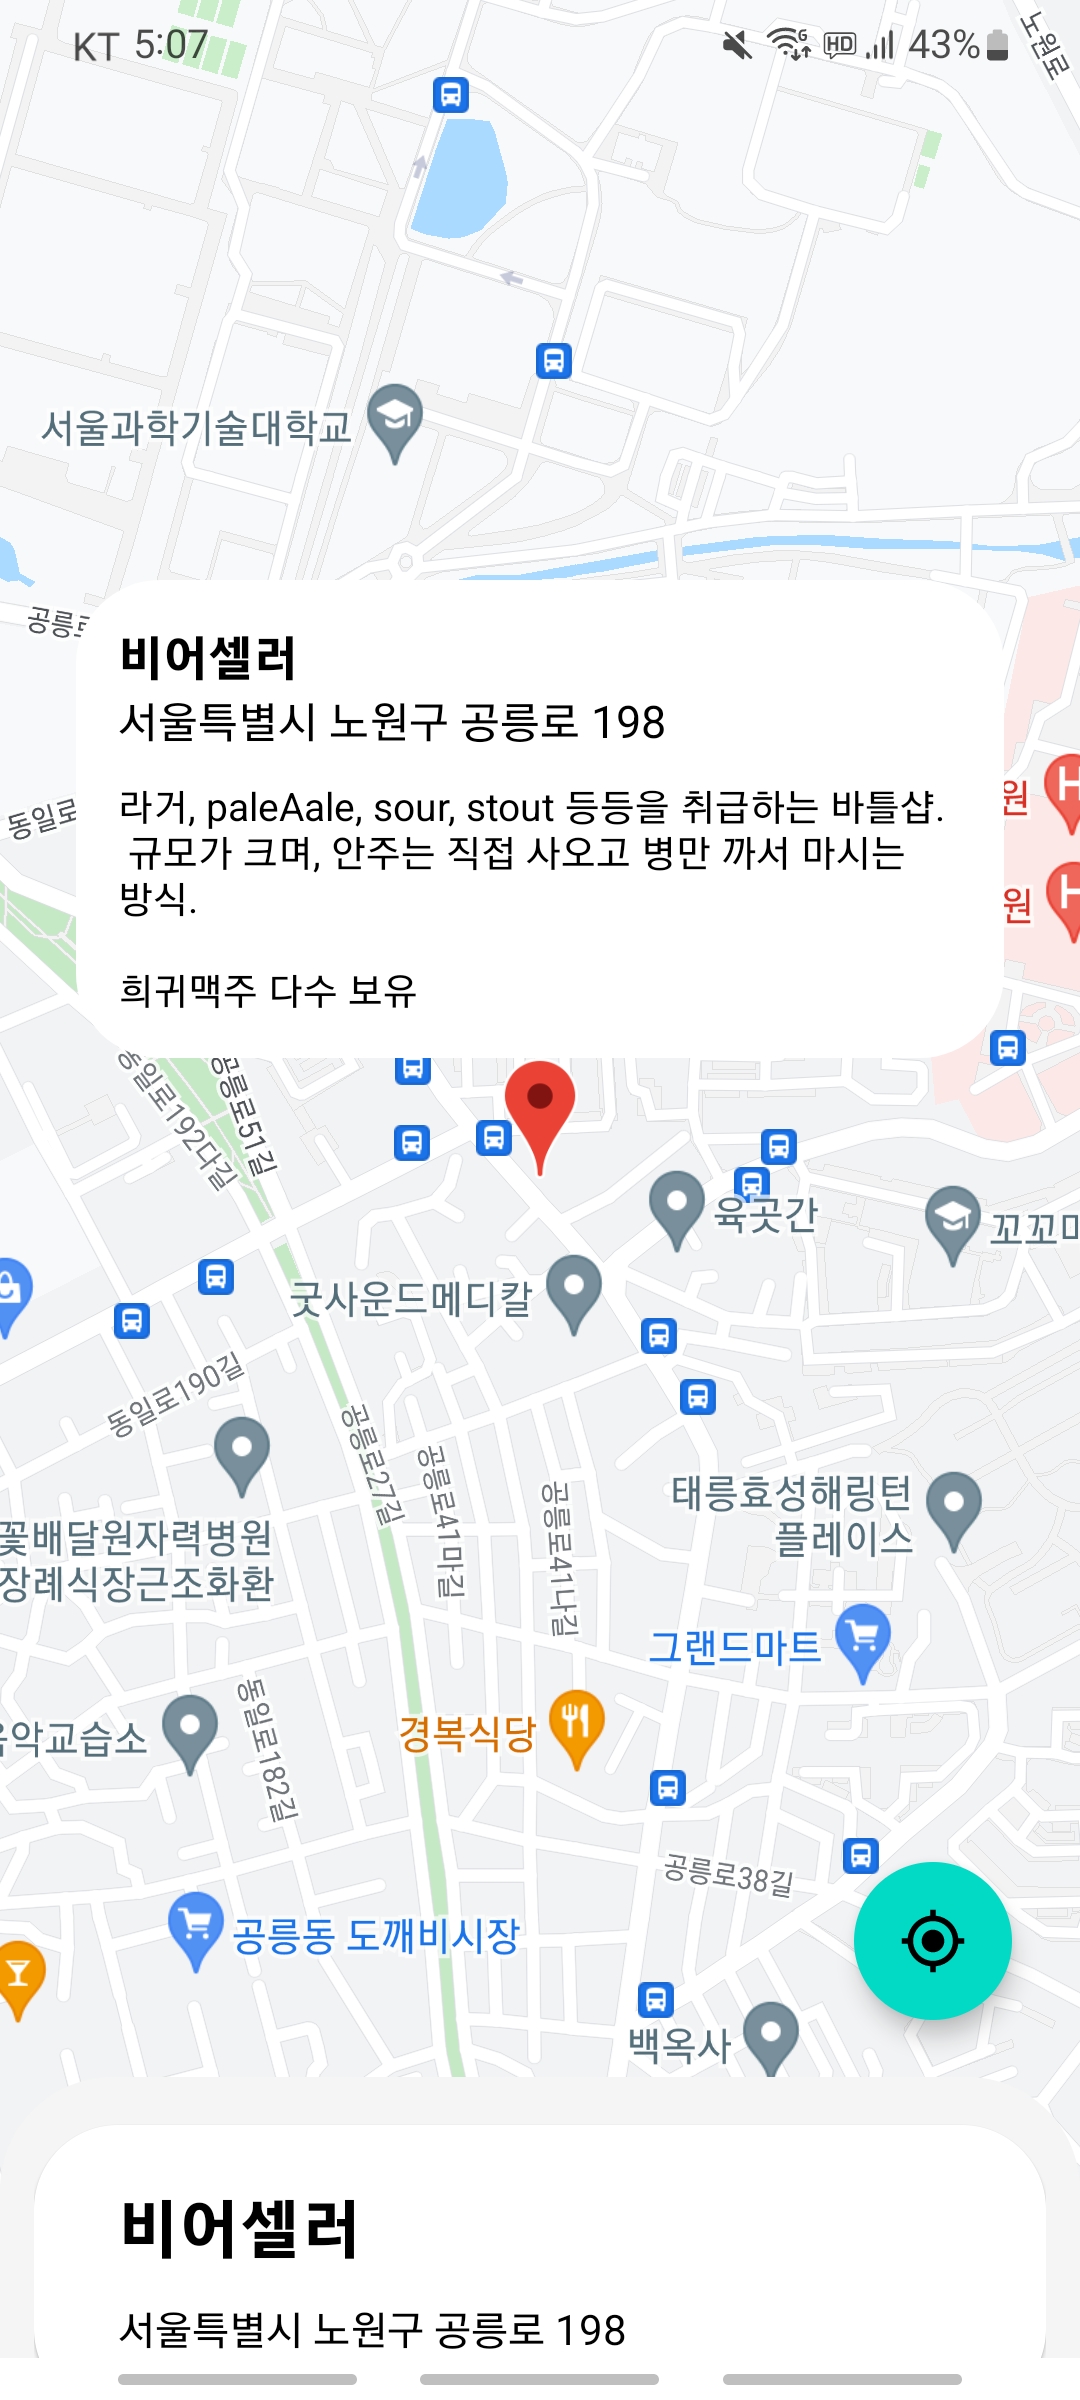 KT 5:07
HD 43%
노원로
서울과학기술대학교
비어셀러
서울특별시 노원구 공릉로 198
라거, paleAale, sour, stout 등등을 취급하는 바틀샵.
규모가 크며, 안주는 직접 사오고 병만 까서 마시는
방식.
희귀맥주 다수 보유
동일로
원
원
동일로192다길
공릉로51길
육곳간
꼬꼬
굿사운드메디칼
동일로190길
공릉로27길
공릉로41마길
공릉로41나길
태릉효성해링턴
플레이스
꽃배달원자력병원
장례식장근조화환
그랜드마트
경복식당
악교습소
동일로182길
공릉로38길
공릉동 도깨비시장
백옥사
비어셀러
서울특별시 노원구 공릉로 198